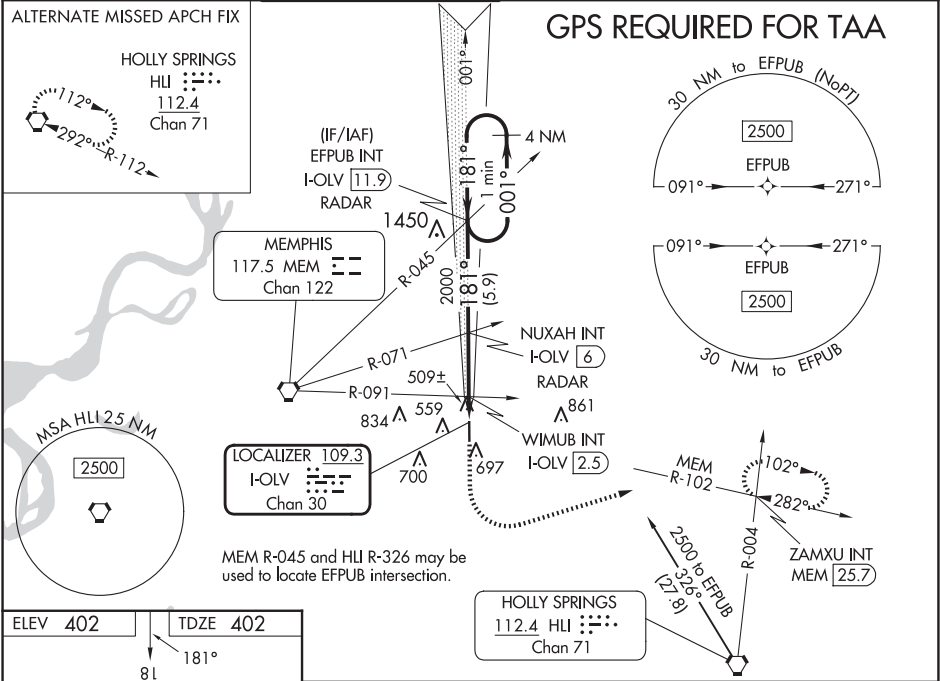 ALTERNATE MISSED APCH FIX
HOLLY SPRINGS
HLI
112.4
Chan 71
112°
292°
R-112
GPS REQUIRED FOR TAA
30 NM to EFPUB (NoPT)
2500
EFPUB
091°
271°
091°
271°
EFPUB
2500
30 NM to EFPUB
001°
4 NM
181°
1 min
001°
(IF/IAF)
EFPUB INT
I-OLV 11.9
RADAR
1450
MEMPHIS
117.5 MEM
Chan 122
R-045
2000
181°
(5.9)
NUXAH INT
I-OLV 6
RADAR
R-071
R-091
509±
834
559
861
WIMUB INT
I-OLV 2.5
700
697
LOCALIZER 109.3
I-OLV
Chan 30
MSA HLI 25 NM
2500
MEM
R-102
102°
282°
ZAMXU INT
MEM 25.7
R-004
2500 to EFPUB
326°
(27.8)
MEM R-045 and HLI R-326 may be
used to locate EFPUB intersection.
HOLLY SPRINGS
112.4 HLI
Chan 71
ELEV 402
TDZE 402
181°
18L